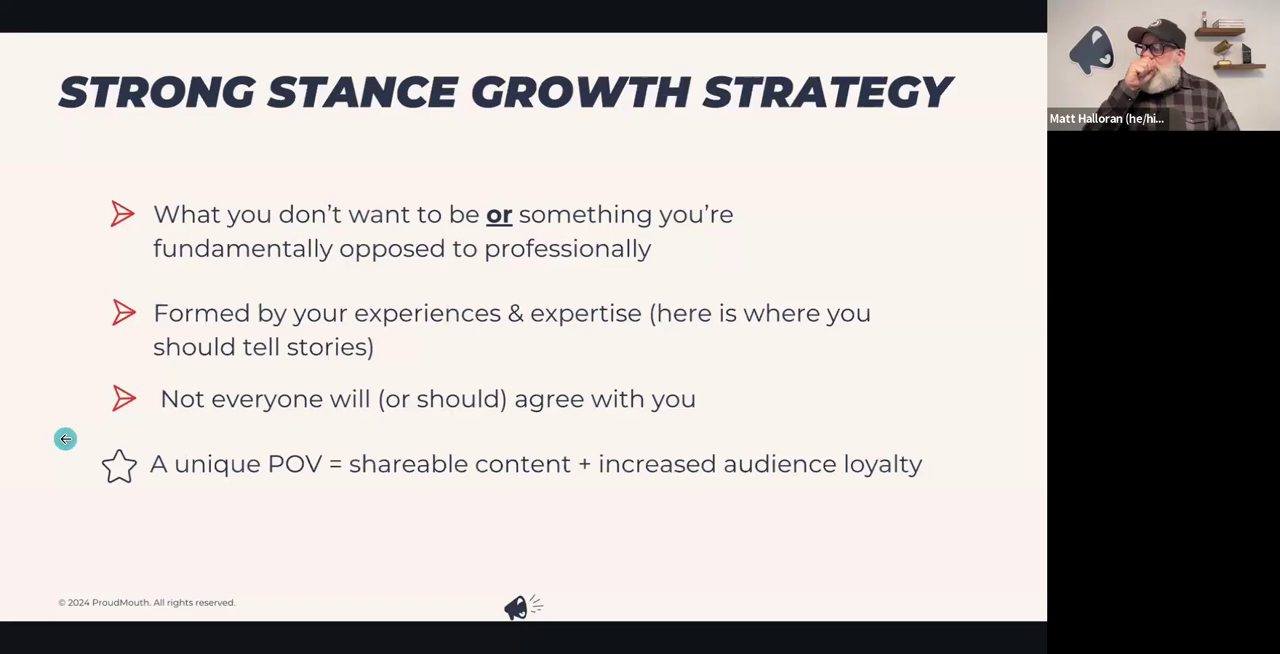 STRONG STANCE GROWTH STRATEGY
What you don’t want to be or something you’re
fundamentally opposed to professionally
Formed by your experiences & expertise (here is where you
should tell stories)
Not everyone will (or should) agree with you
A unique POV = shareable content + increased audience loyalty
© 2024 ProudMouth. All rights reserved.
Matt Halloran (he/hi...